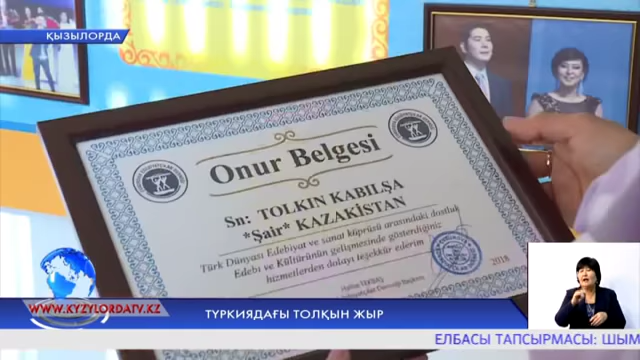 ҚЫЗЫЛОРДА
Onur Belgesi
Sn: TOLKIN KABILŞA
*Şair* KAZAKİSTAN
Türk Dünyası Edebiyat ve sanat köprüsü arasındaki dostluk
Edebi ve Kültürünün gelişmesinde gösterdiğiniz
hizmetlerden dolayı teşekkür ederim
2018
WWW.KYZYLORDATV.KZ
ТҮРКИЯДАҒЫ ТОЛҚЫН ЖЫР
ЕЛБАСЫ ТАПСЫРМАСЫ: ШЫМ